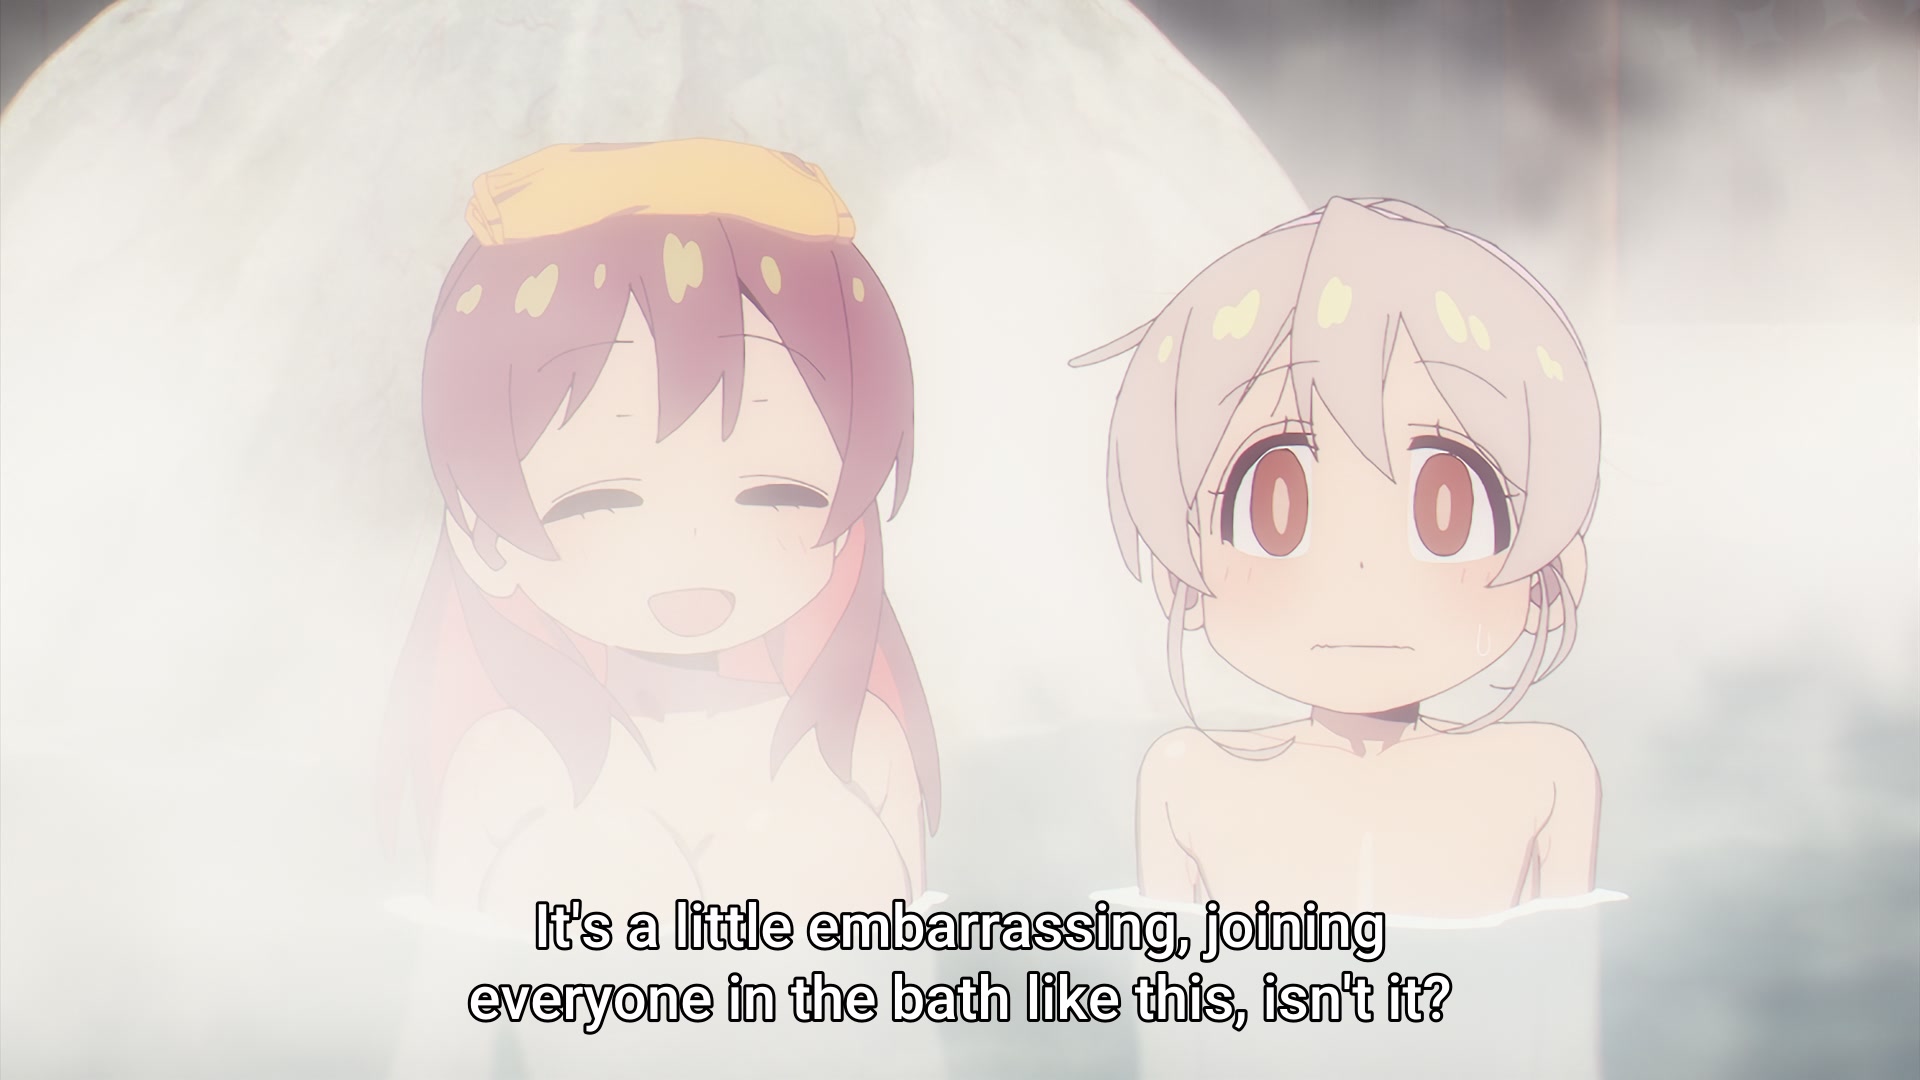 It's a little embarrassing, joining
everyone in the bath like this, isn't it?